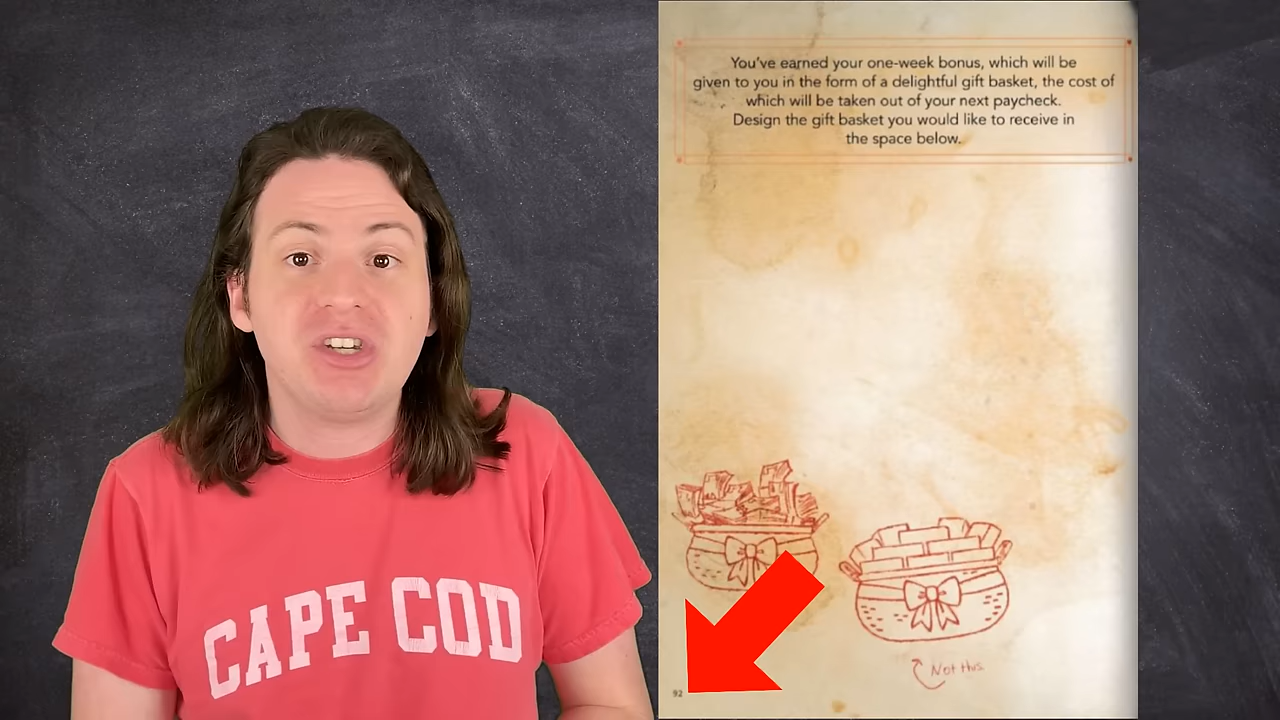 You've earned your one-week bonus, which will be
given to you in the form of a delightful gift basket, the cost of
which will be taken out of your next paycheck.
Design the gift basket you would like to receive in
the space below.
Not this
92
CAPE COD